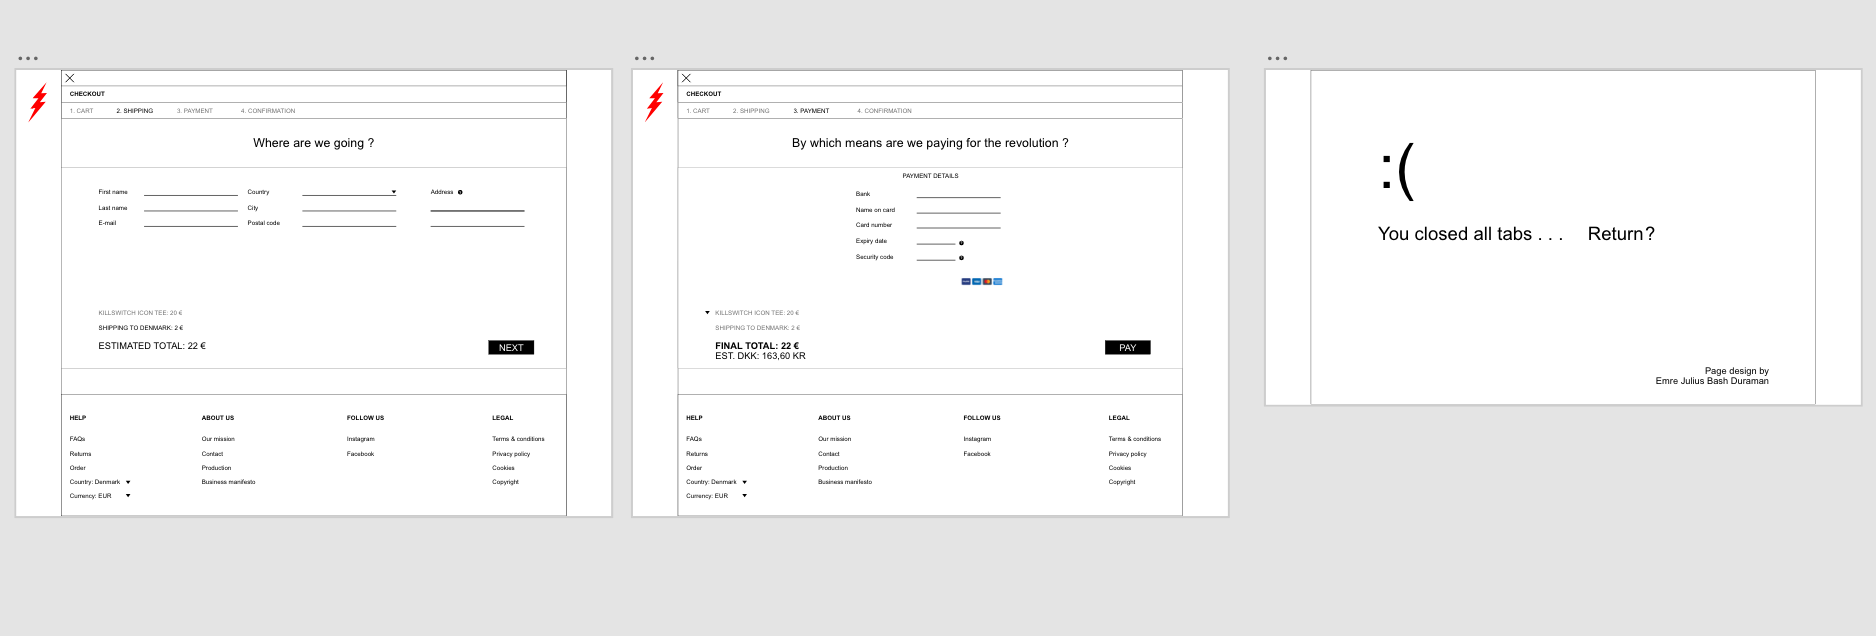 CHECKOUT
1. CART 2. SHIPPING 3. PAYMENT 4. CONFIRMATION
Where are we going ?
First name Country Address
Last name City
E-mail Postal code
KILLSWITCH ICON TEE: 20 €
SHIPPING TO DENMARK: 2 €
ESTIMATED TOTAL: 22 €
NEXT
HELP ABOUT US FOLLOW US LEGAL
FAQs Our mission Instagram Terms & conditions
Returns Contact Facebook Privacy policy
Order Production Cookies
Country: Denmark Business manifesto Copyright
Currency: EUR
CHECKOUT
1. CART 2. SHIPPING 3. PAYMENT 4. CONFIRMATION
By which means are we paying for the revolution ?
PAYMENT DETAILS
Bank
Name on card
Card number
Expiry date
Security code
KILLSWITCH ICON TEE: 20 €
SHIPPING TO DENMARK: 2 €
FINAL TOTAL: 22 €
EST. DKK: 163,60 KR
PAY
HELP ABOUT US FOLLOW US LEGAL
FAQs Our mission Instagram Terms & conditions
Returns Contact Facebook Privacy policy
Order Production Cookies
Country: Denmark Business manifesto Copyright
Currency: EUR
:(
You closed all tabs . . . Return?
Page design by
Emre Julius Bash Duraman